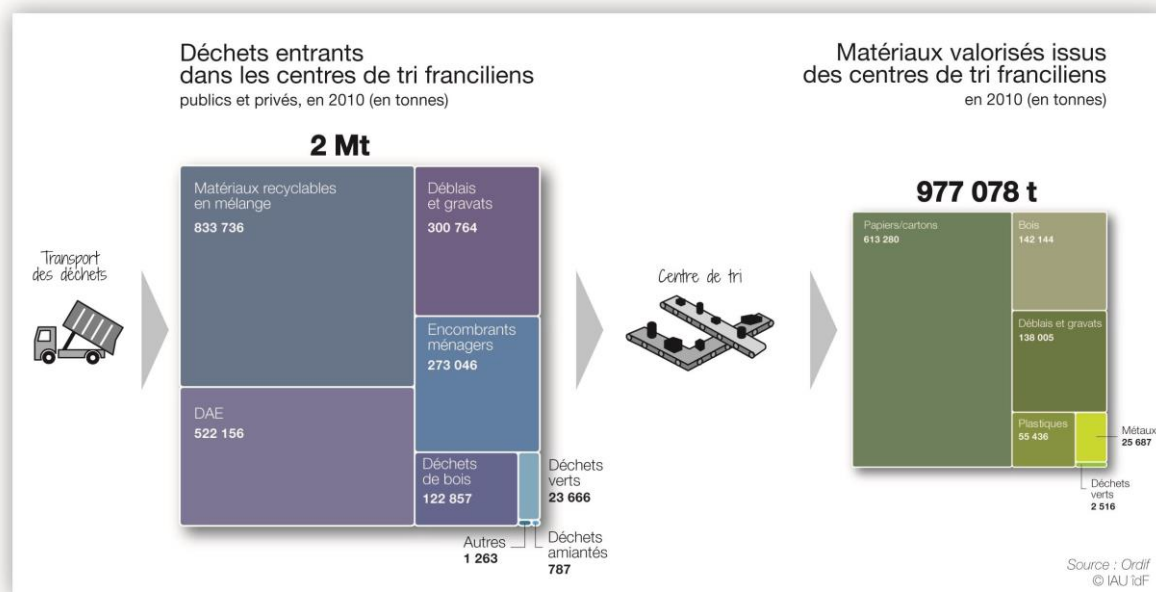 Déchets entrants
dans les centres de tri franciliens
publics et privés, en 2010 (en tonnes)
2 Mt
Matériaux recyclables
en mélange
833 736
Déblais
et gravats
300 764
Encombrants
ménagers
273 046
DAE
522 156
Déchets
de bois
122 857
Déchets
verts
23 666
Autres
1 263
Déchets
amiantés
787
Transport
des déchets
Centre de tri
Matériaux valorisés issus
des centres de tri franciliens
en 2010 (en tonnes)
977 078 t
Papiers/cartons
613 280
Bois
142 144
Déblais et gravats
138 005
Plastiques
55 436
Métaux
25 687
Déchets
verts
2 516
Source : Ordif
© IAU îdF